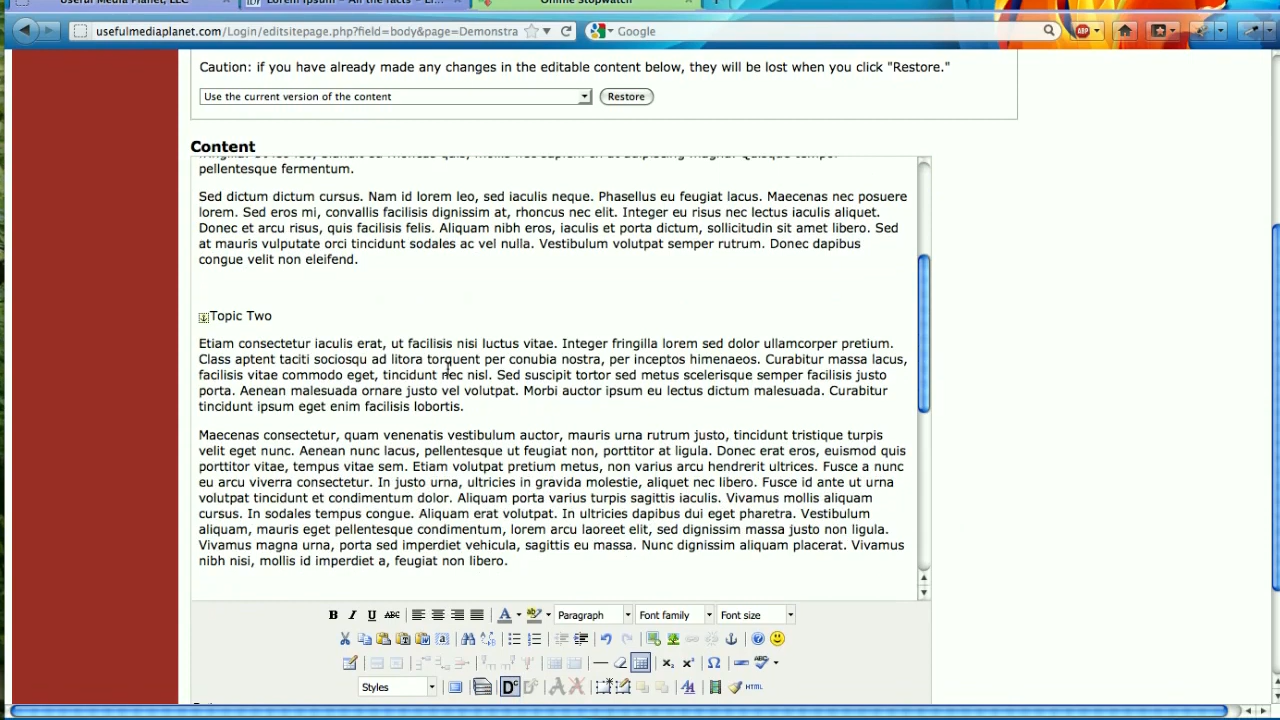 Useful Media Planet, LLC
Lorem Ipsum - All the facts - Li...
Online Stopwatch
usefulmediaplanet.com/Login/editsitepage.php?field=body&page=Demonstra
Google
ABP
Caution: if you have already made any changes in the editable content below, they will be lost when you click "Restore."
Use the current version of the content
Restore
Content
pellentesque fermentum.
Sed dictum dictum cursus. Nam id lorem leo, sed iaculis neque. Phasellus eu feugiat lacus. Maecenas nec posuere
lorem. Sed eros mi, convallis facilisis dignissim at, rhoncus nec elit. Integer eu risus nec lectus iaculis aliquet.
Donec et arcu risus, quis facilisis felis. Aliquam nibh eros, iaculis et porta dictum, sollicitudin sit amet libero. Sed
at mauris vulputate orci tincidunt sodales ac vel nulla. Vestibulum volutpat semper rutrum. Donec dapibus
congue velit non eleifend.
Topic Two
Etiam consectetur iaculis erat, ut facilisis nisi luctus vitae. Integer fringilla lorem sed dolor ullamcorper pretium.
Class aptent taciti sociosqu ad litora torquent per conubia nostra, per inceptos himenaeos. Curabitur massa lacus,
facilisis vitae commodo eget, tincidunt nec nisl. Sed suscipit tortor sed metus scelerisque semper facilisis justo
porta. Aenean malesuada ornare justo vel volutpat. Morbi auctor ipsum eu lectus dictum malesuada. Curabitur
tincidunt ipsum eget enim facilisis lobortis.
Maecenas consectetur, quam venenatis vestibulum auctor, mauris urna rutrum justo, tincidunt tristique turpis
velit eget nunc. Aenean nunc lacus, pellentesque ut feugiat non, porttitor at ligula. Donec erat eros, euismod quis
porttitor vitae, tempus vitae sem. Etiam volutpat pretium metus, non varius arcu hendrerit ultrices. Fusce a nunc
eu arcu viverra consectetur. In justo urna, ultricies in gravida molestie, aliquet nec libero. Fusce id ante ut urna
volutpat tincidunt et condimentum dolor. Aliquam porta varius turpis sagittis iaculis. Vivamus mollis aliquam
cursus. In sodales tempus congue. Aliquam erat volutpat. In ultricies dapibus dui eget pharetra. Vestibulum
aliquam, mauris eget pellentesque condimentum, lorem arcu laoreet elit, sed dignissim massa justo non ligula.
Vivamus magna urna, porta sed imperdiet vehicula, sagittis eu massa. Nunc dignissim aliquam placerat. Vivamus
nibh nisi, mollis id imperdiet a, feugiat non libero.
B I U ABC A ab Paragraph Font family Font size
Styles HTML